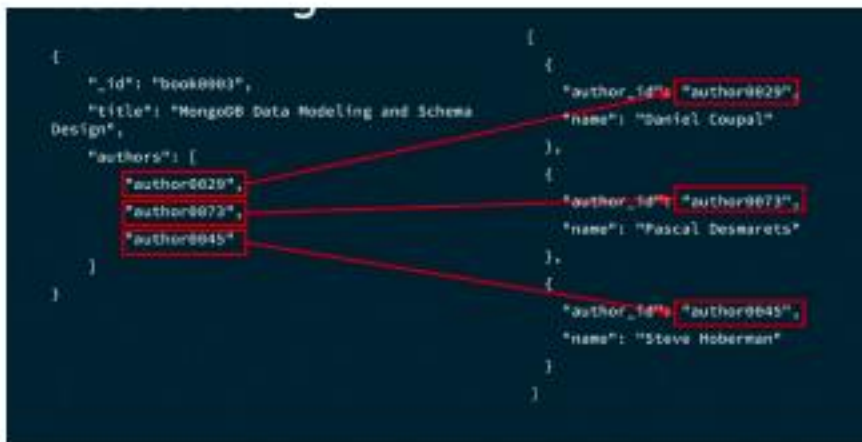 {
"_id": "book0003",
"title": "MongoDB Data Modeling and Schema
Design",
"authors": [
"author0029",
"author0073",
"author0045"
]
}
[
{
"author_id": "author0029",
"name": "Daniel Coupal"
},
{
"author_id": "author0073",
"name": "Pascal Desmarets"
},
{
"author_id": "author0045",
"name": "Steve Hoberman"
}
]